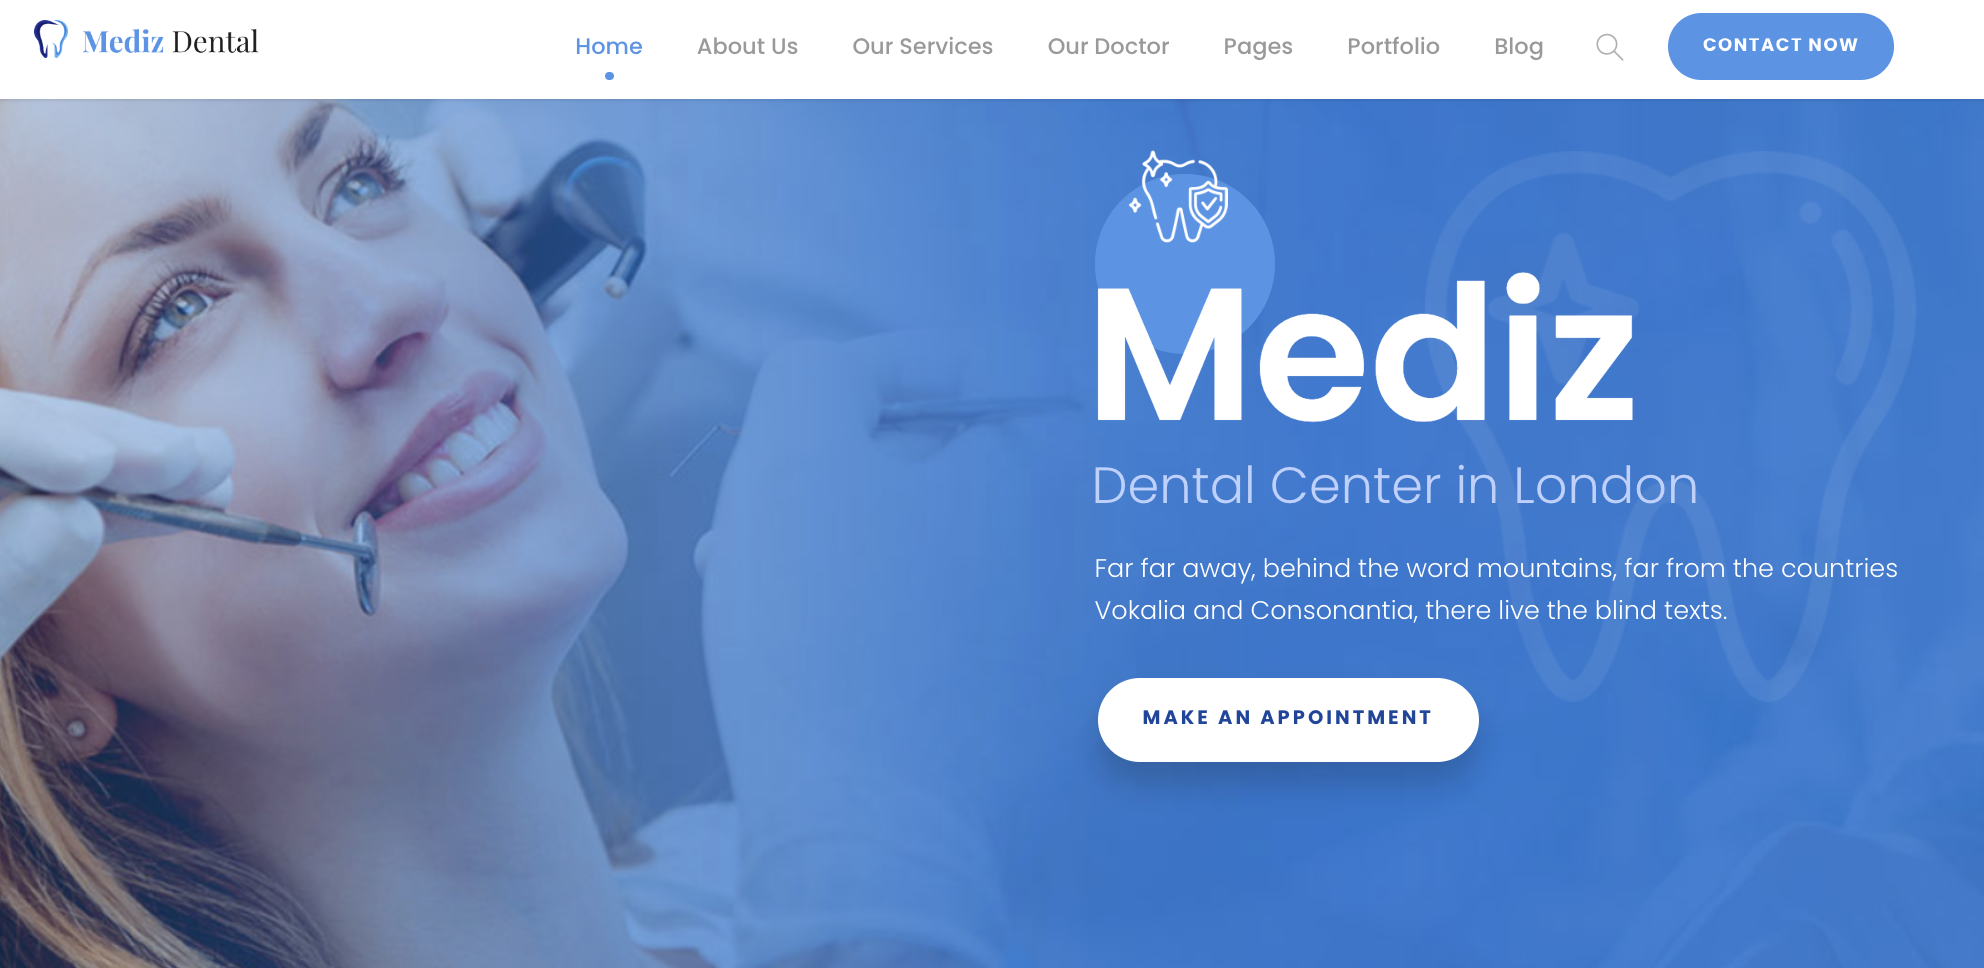 Mediz Dental
Home
About Us
Our Services
Our Doctor
Pages
Portfolio
Blog
CONTACT NOW
Mediz
Dental Center in London
Far far away, behind the word mountains, far from the countries
Vokalia and Consonantia, there live the blind texts.
MAKE AN APPOINTMENT